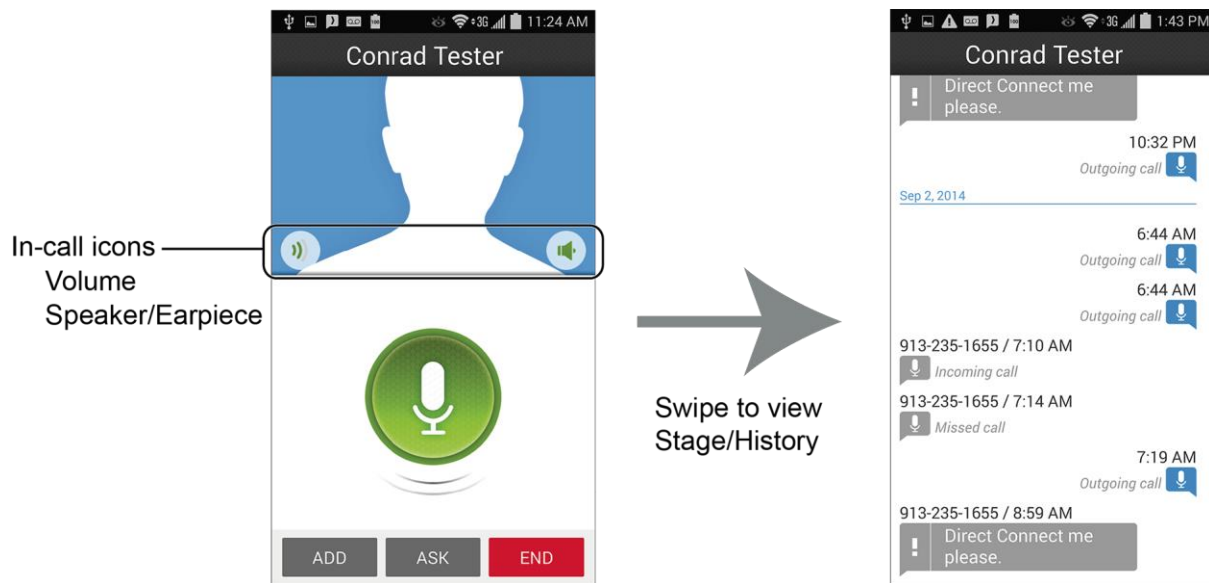 11:24 AM
3G
Conrad Tester
In-call icons
Volume
Speaker/Earpiece
ADD
ASK
END
Swipe to view
Stage/History
100
3G
1:43 PM
Conrad Tester
! Direct Connect me
please.
10:32 PM
Outgoing call
Sep 2, 2014
6:44 AM
Outgoing call
6:44 AM
Outgoing call
913-235-1655 / 7:10 AM
Incoming call
913-235-1655 / 7:14 AM
Missed call
7:19 AM
Outgoing call
913-235-1655 / 8:59 AM
! Direct Connect me
please.